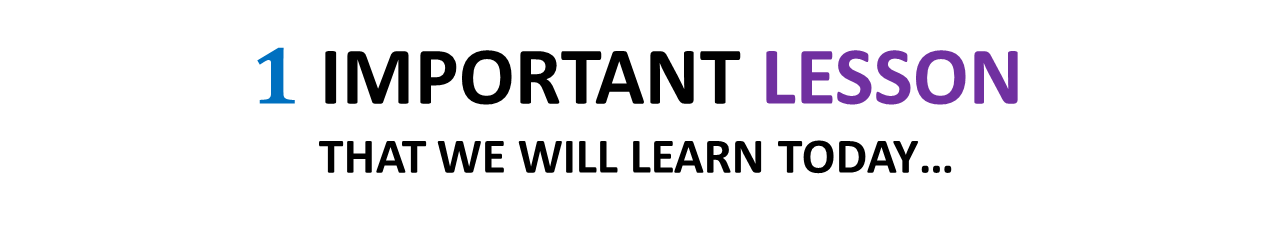 1 IMPORTANT LESSON
THAT WE WILL LEARN TODAY…